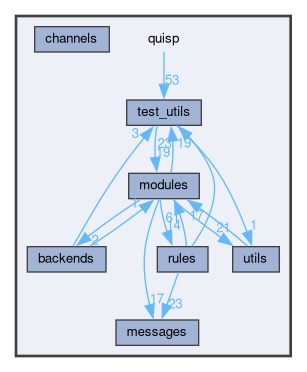 channels
quisp
53
test_utils
3
23
19
19
modules
1
2
6
4
17
21
1
backends
rules
utils
17
23
messages